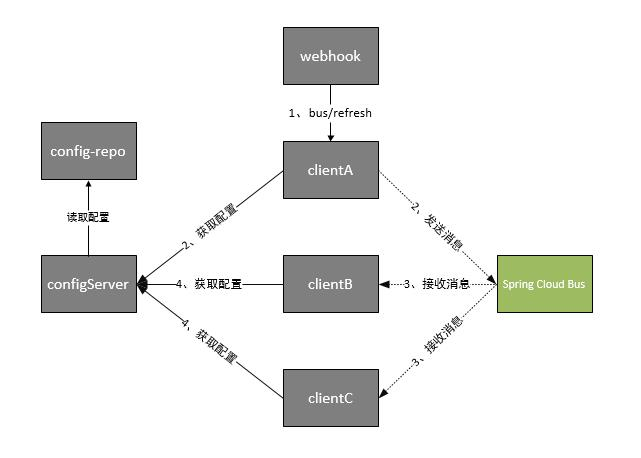 webhook
1、bus/refresh
config-repo
clientA
读取配置
2、获取配置
2、发送消息
configServer
4、获取配置
clientB
3、接收消息
Spring Cloud Bus
4、获取配置
3、接收消息
clientC